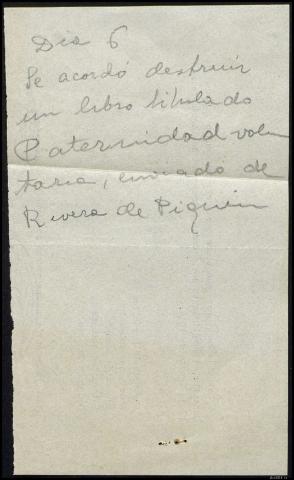 Dia 6
Se acordó destruir
un libro titulado
Paternidad volun
taria, enviado de
Rivera de Piquin